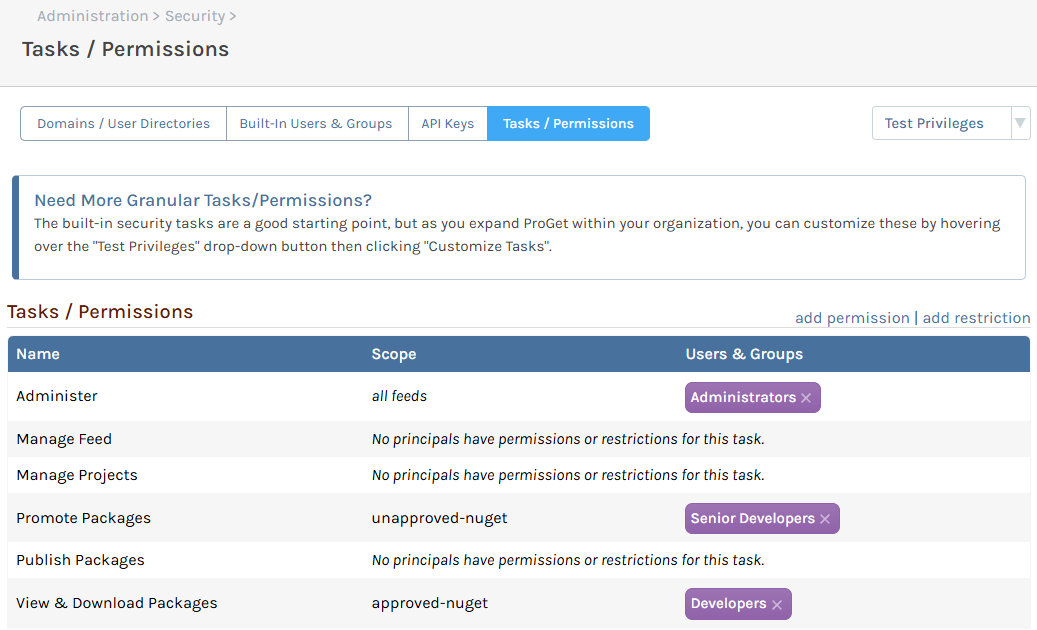 Administration > Security >
Tasks / Permissions
Domains / User Directories Built-In Users & Groups API Keys Tasks / Permissions Test Privileges
Need More Granular Tasks/Permissions?
The built-in security tasks are a good starting point, but as you expand ProGet within your organization, you can customize these by hovering
over the "Test Privileges" drop-down button then clicking "Customize Tasks".
Tasks / Permissions add permission | add restriction
Name Scope Users & Groups
Administer all feeds Administrators ×
Manage Feed No principals have permissions or restrictions for this task.
Manage Projects No principals have permissions or restrictions for this task.
Promote Packages unapproved-nuget Senior Developers ×
Publish Packages No principals have permissions or restrictions for this task.
View & Download Packages approved-nuget Developers ×